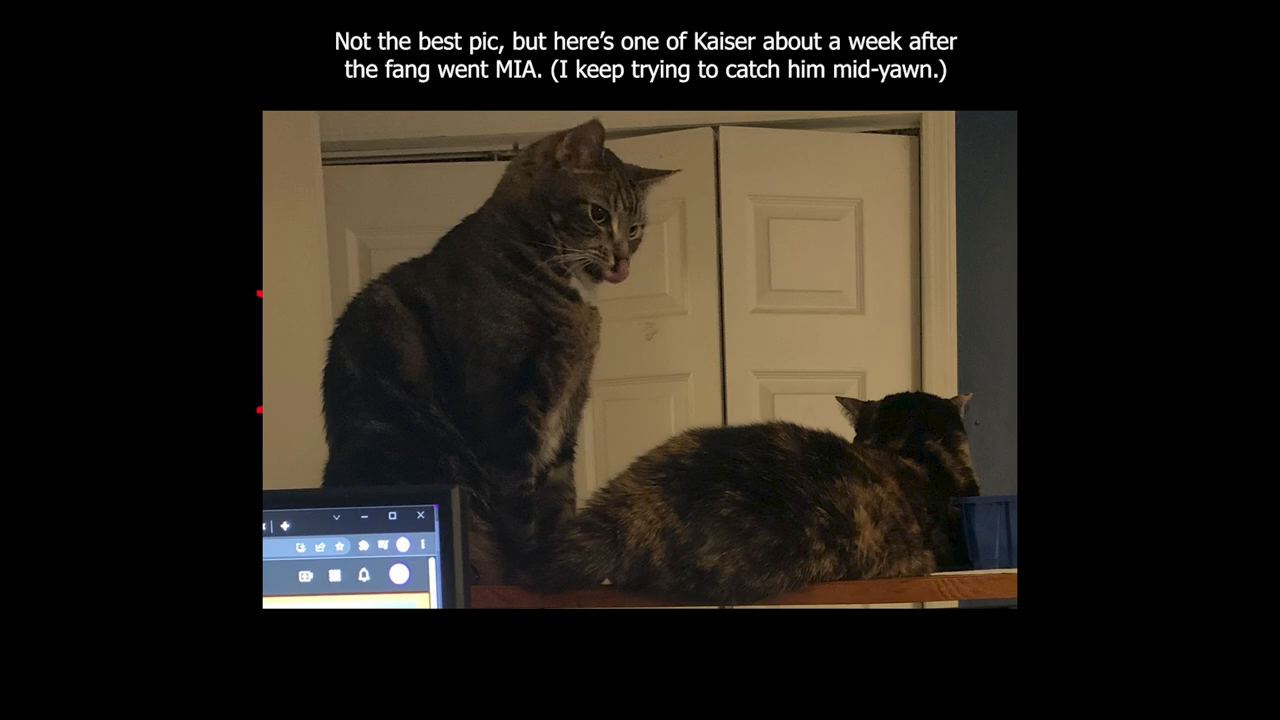 Not the best pic, but here’s one of Kaiser about a week after
the fang went MIA. (I keep trying to catch him mid-yawn.)